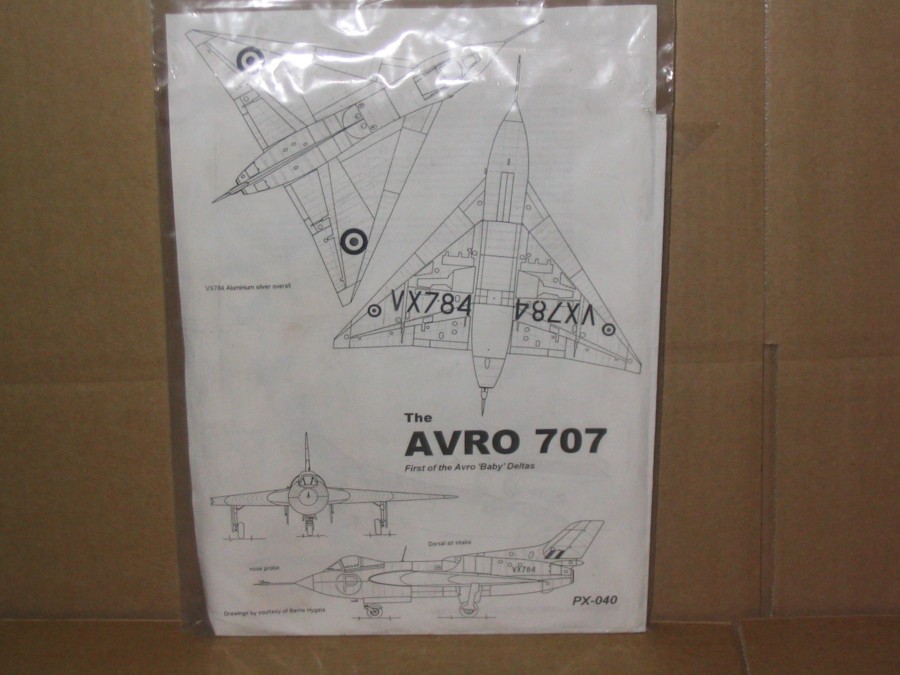 VX784 Aluminium silver overall
VX784
VX784
The
AVRO 707
First of the Avro 'Baby' Deltas
Dorsal air intake
nose probe
VX784
P
PX-040
Drawings by courtesy of Barrie Hygate